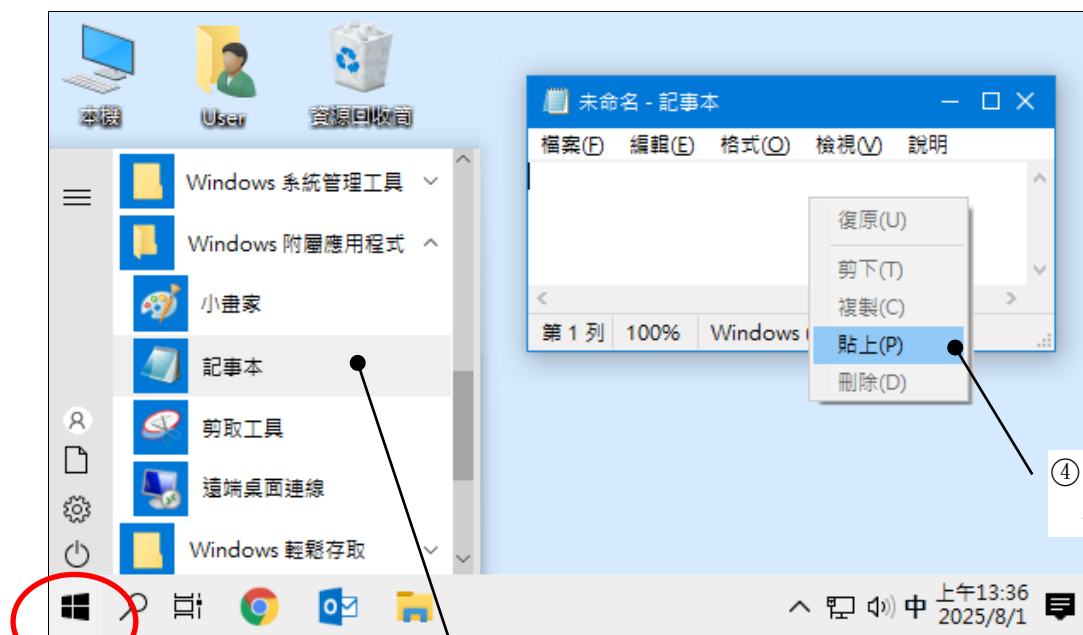 本機
User
資源回收筒
Windows 系統管理工具
Windows 附屬應用程式
小畫家
記事本
剪取工具
遠端桌面連線
Windows 輕鬆存取
未命名 - 記事本
檔案(F) 編輯(E) 格式(O) 檢視(V) 說明
復原(U)
剪下(T)
複製(C)
貼上(P)
刪除(D)
第 1 列 100% Windows (
④
中
上午13:36
2025/8/1